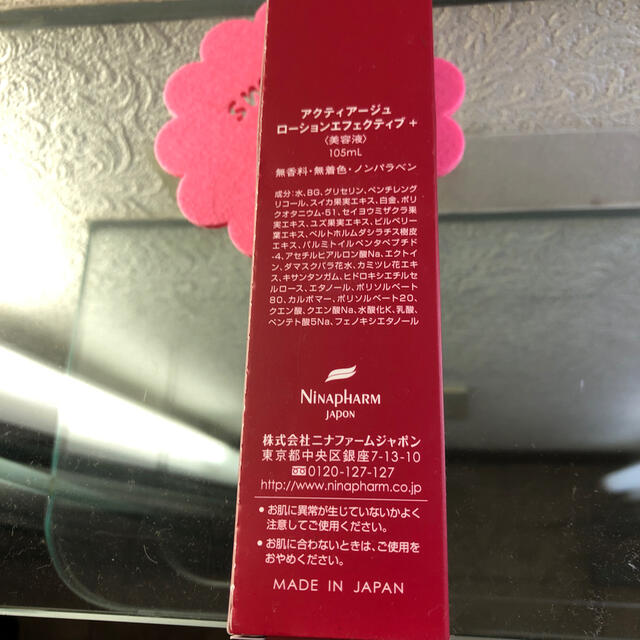 アクティアージュ
ローションエフェクティブ +
〈美容液〉
105mL
無香料・無着色・ノンパラベン
成分:水、BG、グリセリン、ペンチレング
リコール、スイカ果実エキス、白金、ポリ
クオタニウム-51、セイヨウミザクラ果
実エキス、ユズ果実エキス、ビルベリー
葉エキス、ベルトホルムダシラチス樹皮
エキス、パルミトイルペンタペプチド
-4、アセチルヒアルロン酸Na、エクトイ
ン、ダマスクバラ花水、カミツレ花エキ
ス、キサンタンガム、ヒドロキシエチルセ
ルロース、エタノール、ポリソルベート
80、カルボマー、ポリソルベート20、
クエン酸、クエン酸Na、水酸化K、乳酸、
ペンテト酸5Na、フェノキシエタノール
NINAPHARM
JAPON
株式会社ニナファームジャポン
東京都中央区銀座7-13-10
0120-127-127
http://www.ninapharm.co.jp
●お肌に異常が生じていないかよく
注意してご使用ください。
●お肌に合わないときは、ご使用を
おやめください。
MADE IN JAPAN